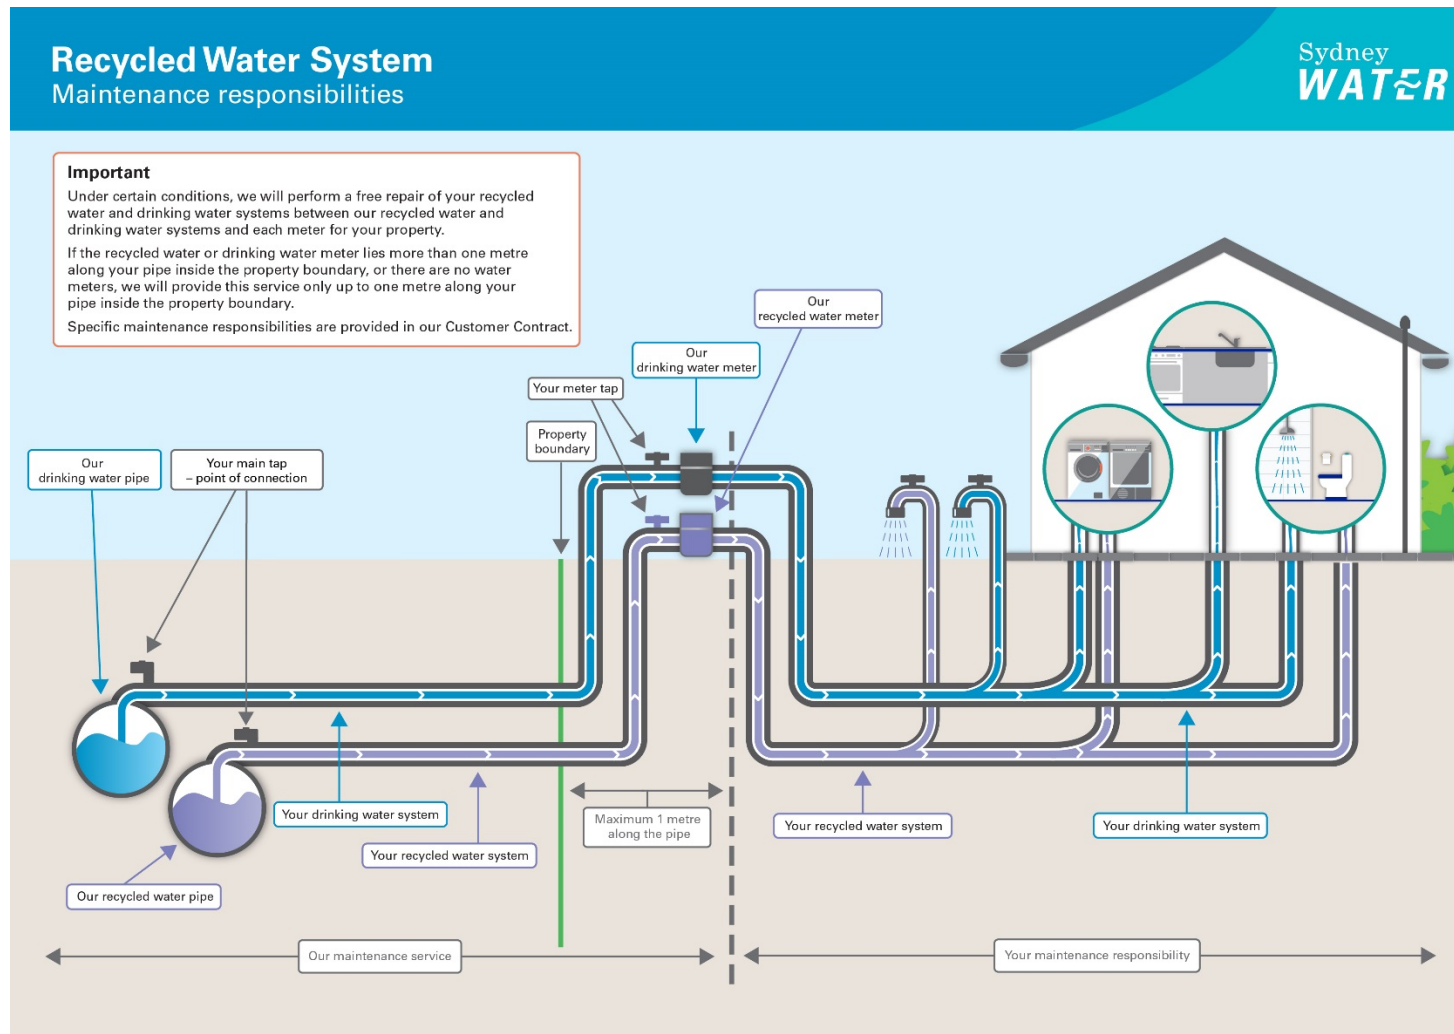 Recycled Water System
Maintenance responsibilities
Sydney
WATER
Important
Under certain conditions, we will perform a free repair of your recycled
water and drinking water systems between our recycled water and
drinking water systems and each meter for your property.
If the recycled water or drinking water meter lies more than one metre
along your pipe inside the property boundary, or there are no water
meters, we will provide this service only up to one metre along your
pipe inside the property boundary.
Specific maintenance responsibilities are provided in our Customer Contract.
Our
recycled water meter
Our
drinking water meter
Your meter tap
Property
boundary
Our
drinking water pipe
Your main tap
– point of connection
Your drinking water system
Your recycled water system
Our recycled water pipe
Maximum 1 metre
along the pipe
Your recycled water system
Your drinking water system
Our maintenance service
Your maintenance responsibility